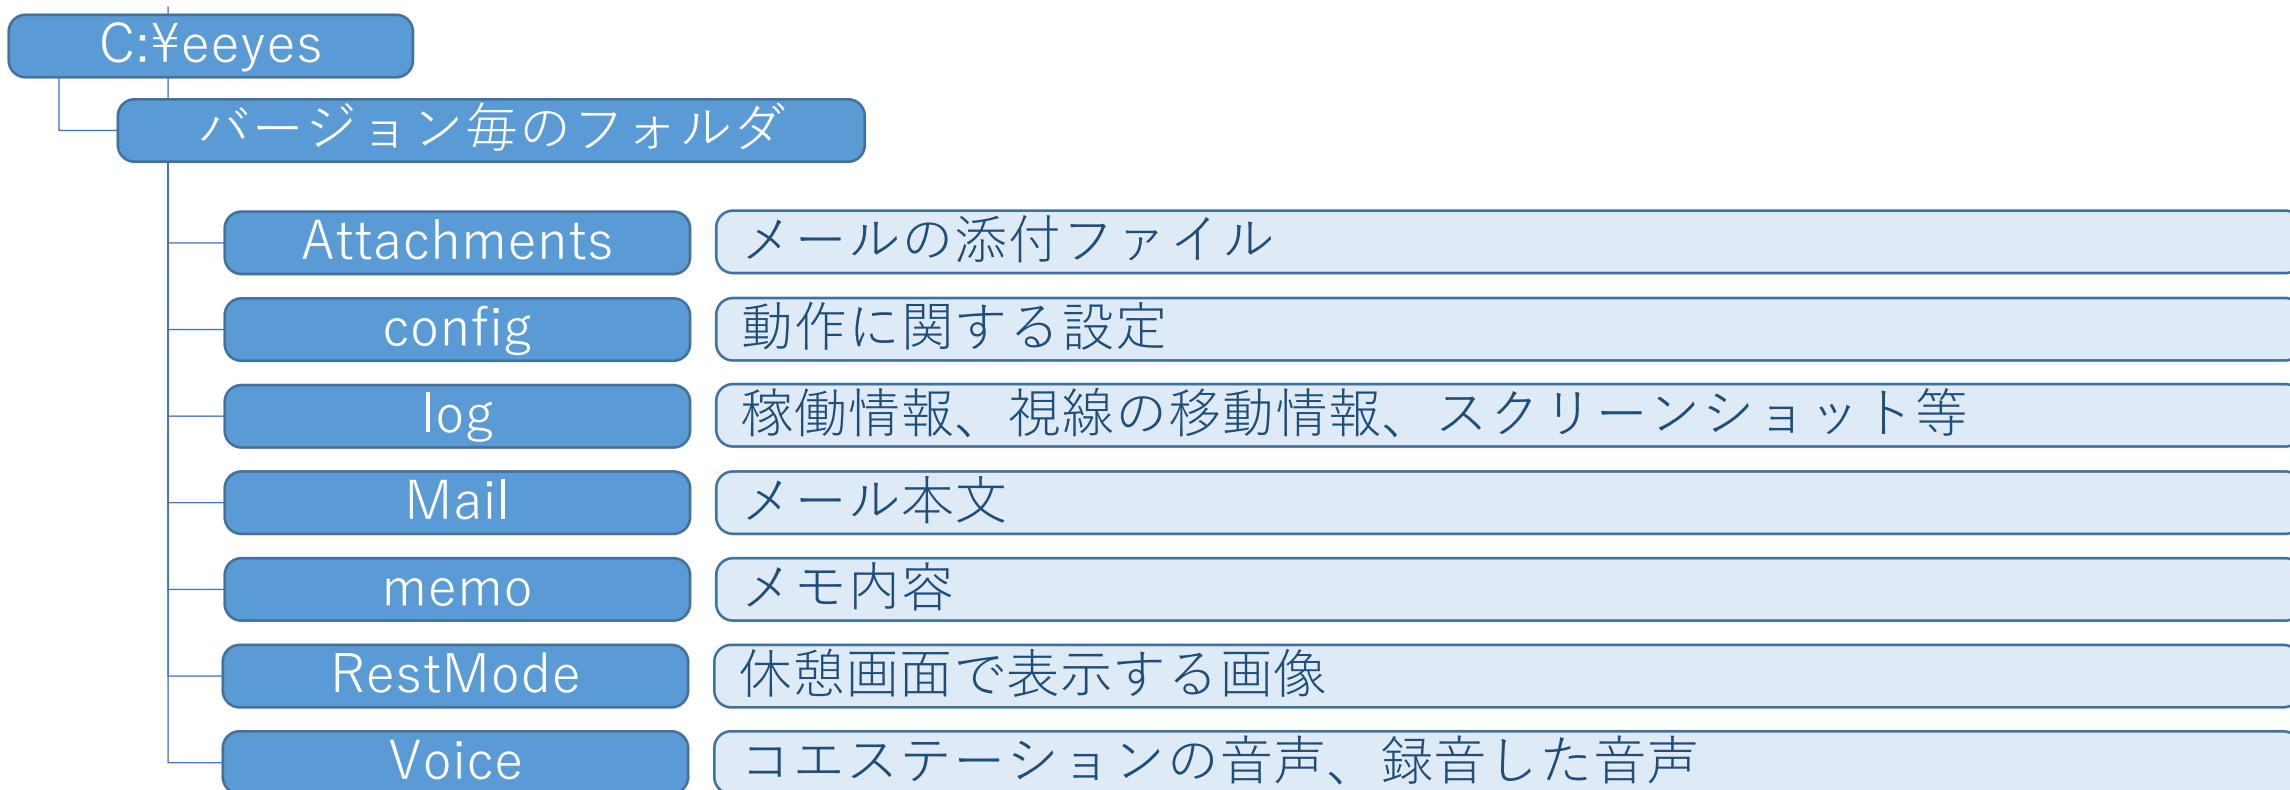 C:¥eeyes
バージョン毎のフォルダ
Attachments メールの添付ファイル
config 動作に関する設定
log 稼働情報、視線の移動情報、スクリーンショット等
Mail メール本文
memo メモ内容
RestMode 休憩画面で表示する画像
Voice コエステーションの音声、録音した音声